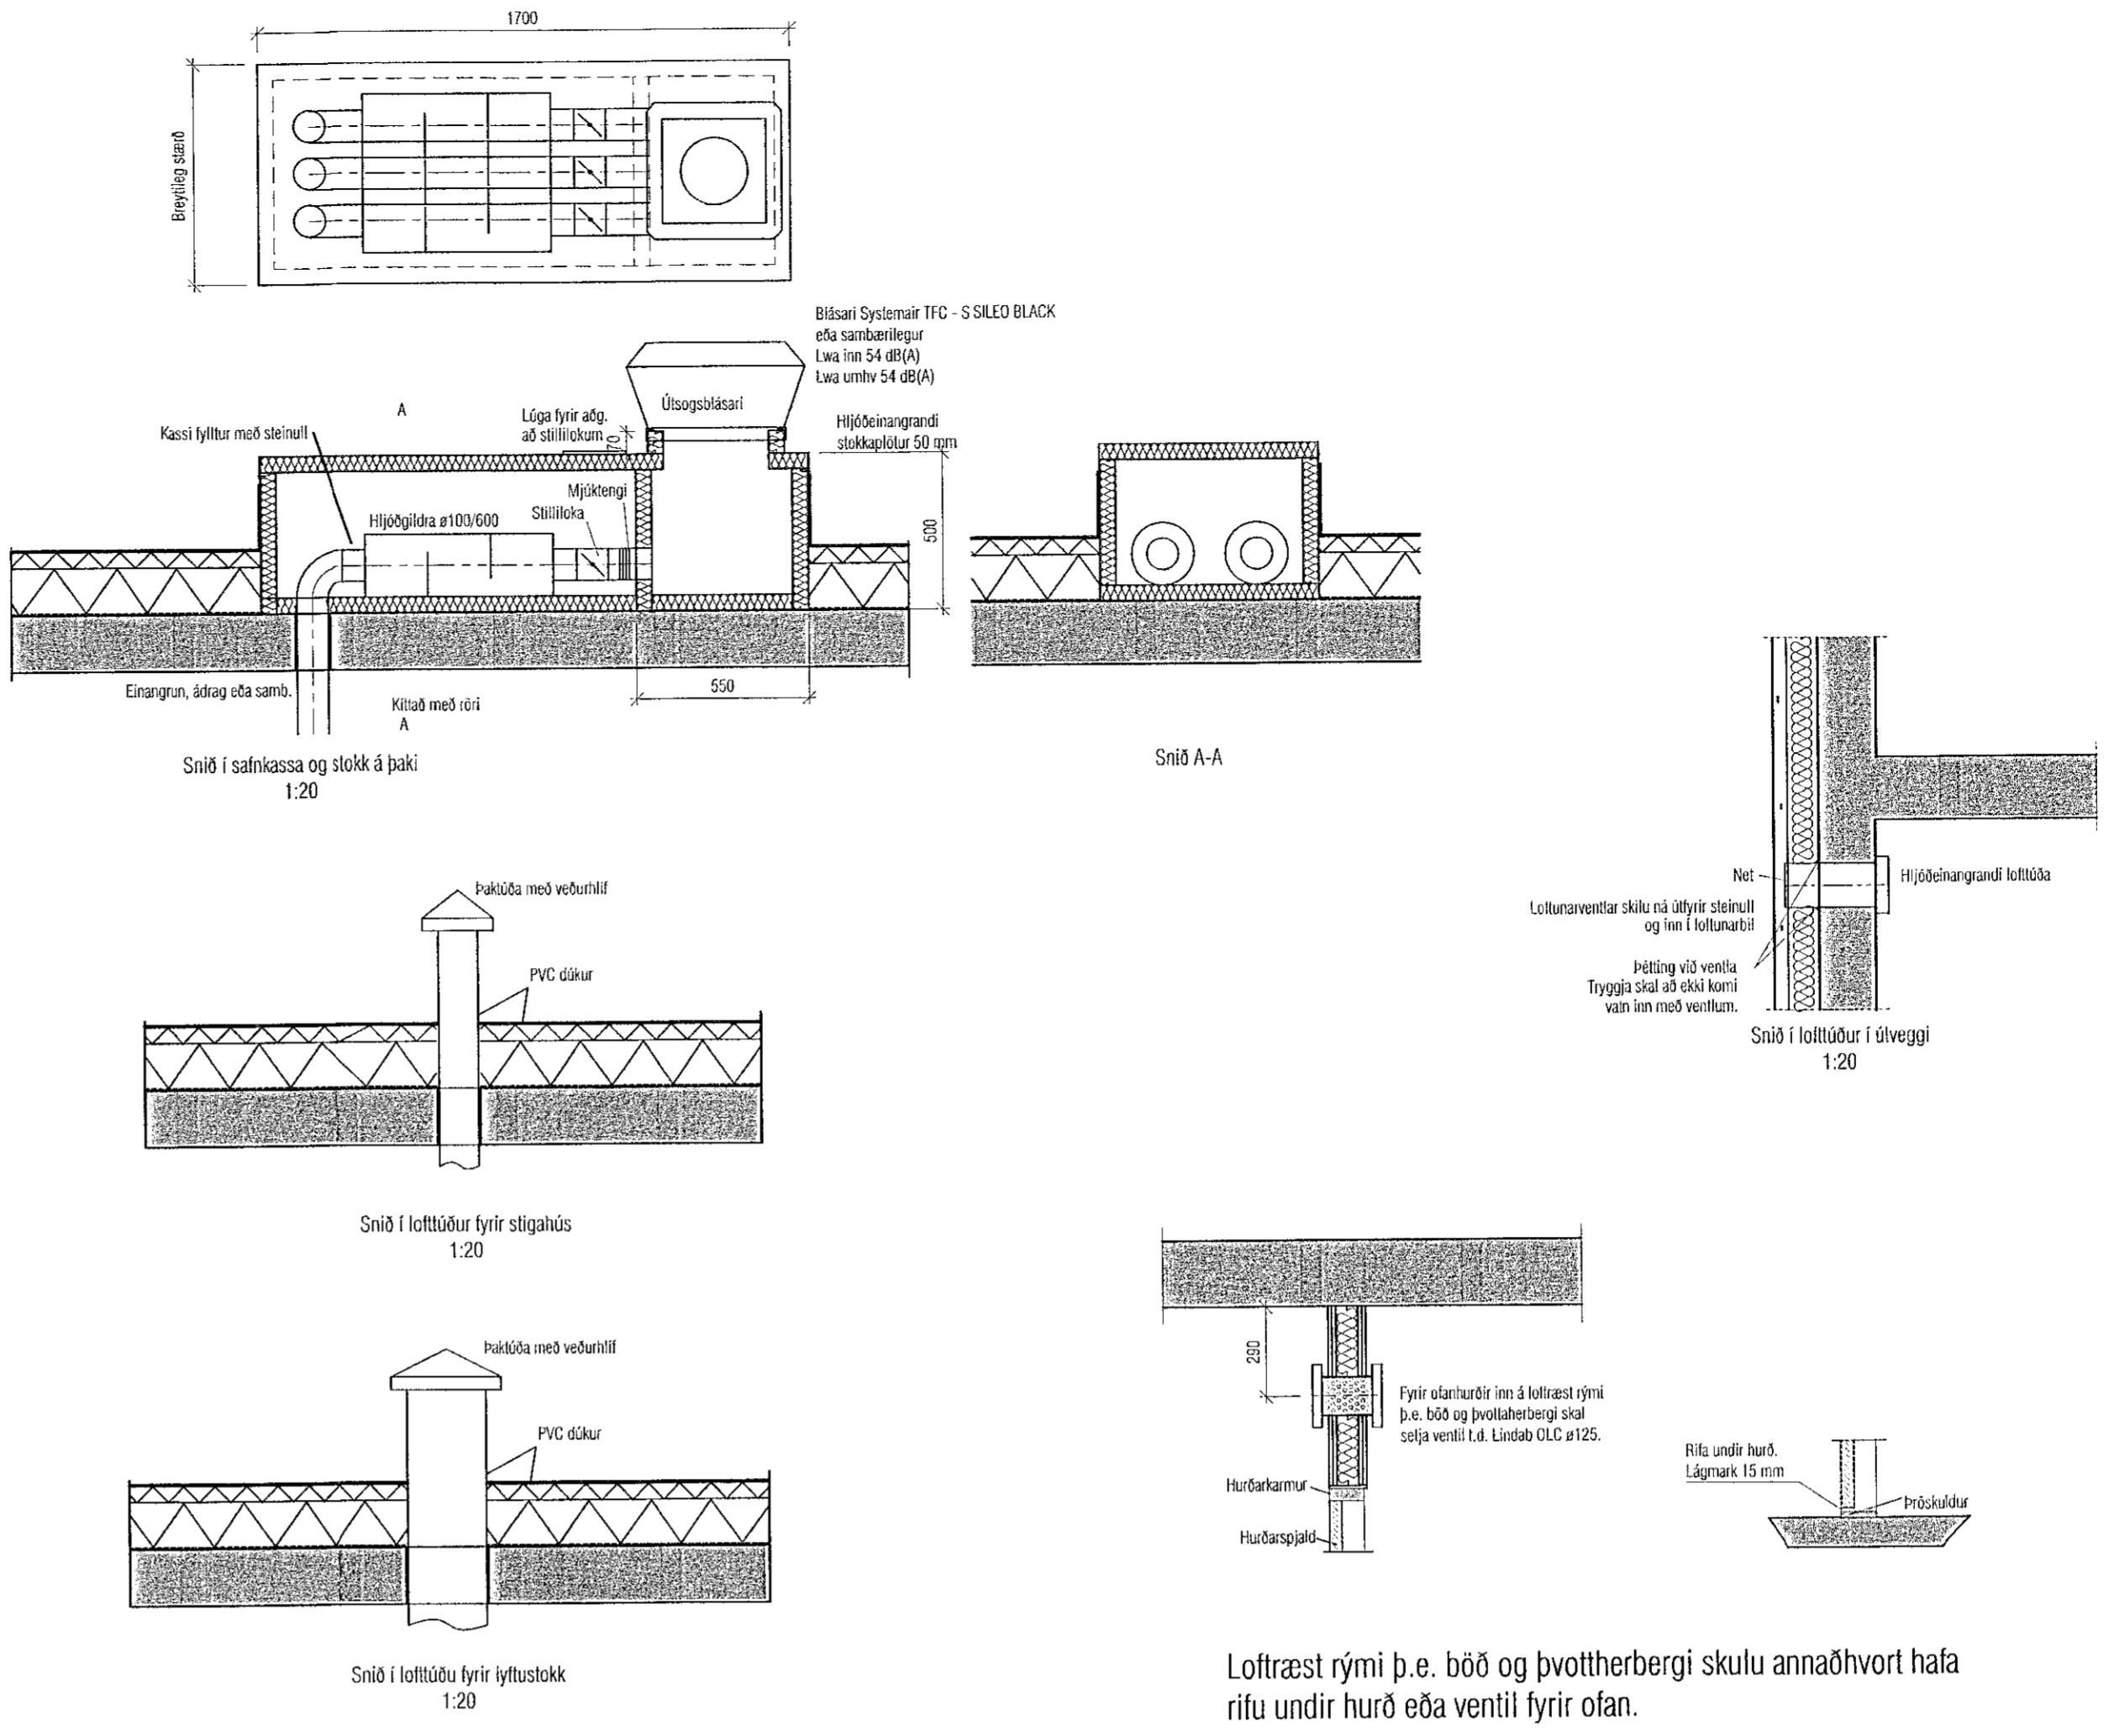 1700
Breytileg stærð
Blásari Systemair TFC - S SILEO BLACK
eða sambærilegur
Lwa inn 54 dB(A)
Lwa umhv 54 dB(A)
A
Kassi fylltur með steinull
Lúga fyrir aðg.
að stillilokum
70
Útsogsblásari
Hljóðeinangrandi
stokkaplötur 50 mm
Mjúktengi
Stilliloka
Hljóðgildra ø100/600
500
550
Einangrun, ádrag eða samb.
Kíttað með röri
A
Snið í safnkassa og stokk á þaki
1:20
Snið A-A
Net
Hljóðeinangrandi lofttúða
Loftunarventlar skilu ná útfyrir steinull
og inn í loftunarbil
Þétting við ventla
Tryggja skal að ekki komi
vatn inn með ventlum.
Snið í lofttúður í útveggi
1:20
Þaktúða með veðurhlíf
PVC dúkur
Snið í lofttúður fyrir stigahús
1:20
Þaktúða með veðurhlíf
PVC dúkur
Snið í lofttúðu fyrir lyftustokk
1:20
290
Fyrir ofanhurðir inn á loftræst rými
þ.e. böð og þvottaherbergi skal
setja ventil t.d. Lindab OLC ø125.
Hurðarkarmur
Hurðarspjald
Rifa undir hurð.
Lágmark 15 mm
Þröskuldur
Loftræst rými þ.e. böð og þvottherbergi skulu annaðhvort hafa
rifu undir hurð eða ventil fyrir ofan.